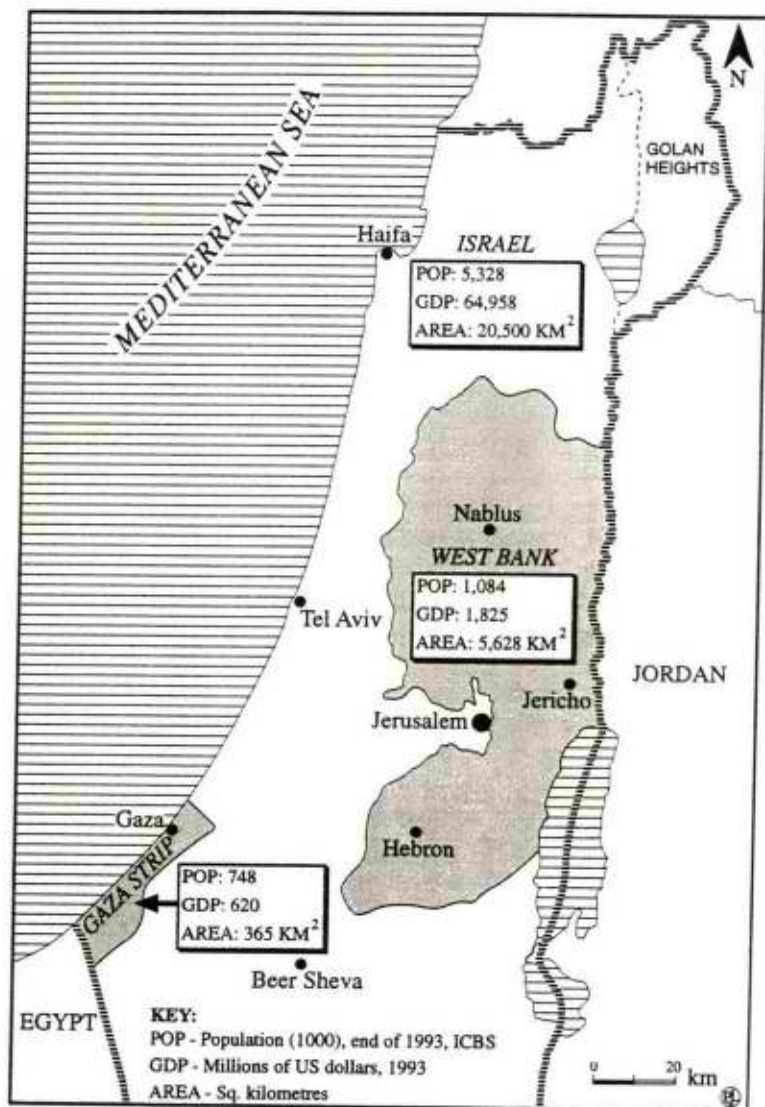 N
MEDITERRANEAN SEA
GOLAN
HEIGHTS
Haifa
ISRAEL
POP: 5,328
GDP: 64,958
AREA: 20,500 KM²
Nablus
WEST BANK
POP: 1,084
GDP: 1,825
AREA: 5,628 KM²
Tel Aviv
JORDAN
Jericho
Jerusalem
Gaza
Hebron
GAZA STRIP
POP: 748
GDP: 620
AREA: 365 KM²
Beer Sheva
EGYPT
KEY:
POP - Population (1000), end of 1993, ICBS
GDP - Millions of US dollars, 1993
AREA - Sq. kilometres
0 20
km